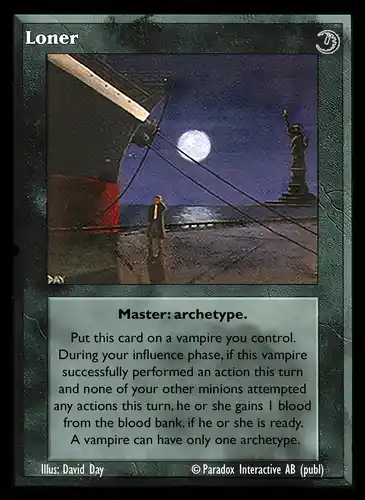 Loner
DAY
Master: archetype.
Put this card on a vampire you control.
During your influence phase, if this vampire
successfully performed an action this turn
and none of your other minions attempted
any actions this turn, he or she gains 1 blood
from the blood bank, if he or she is ready.
A vampire can have only one archetype.
Illus: David Day
© Paradox Interactive AB (publ)